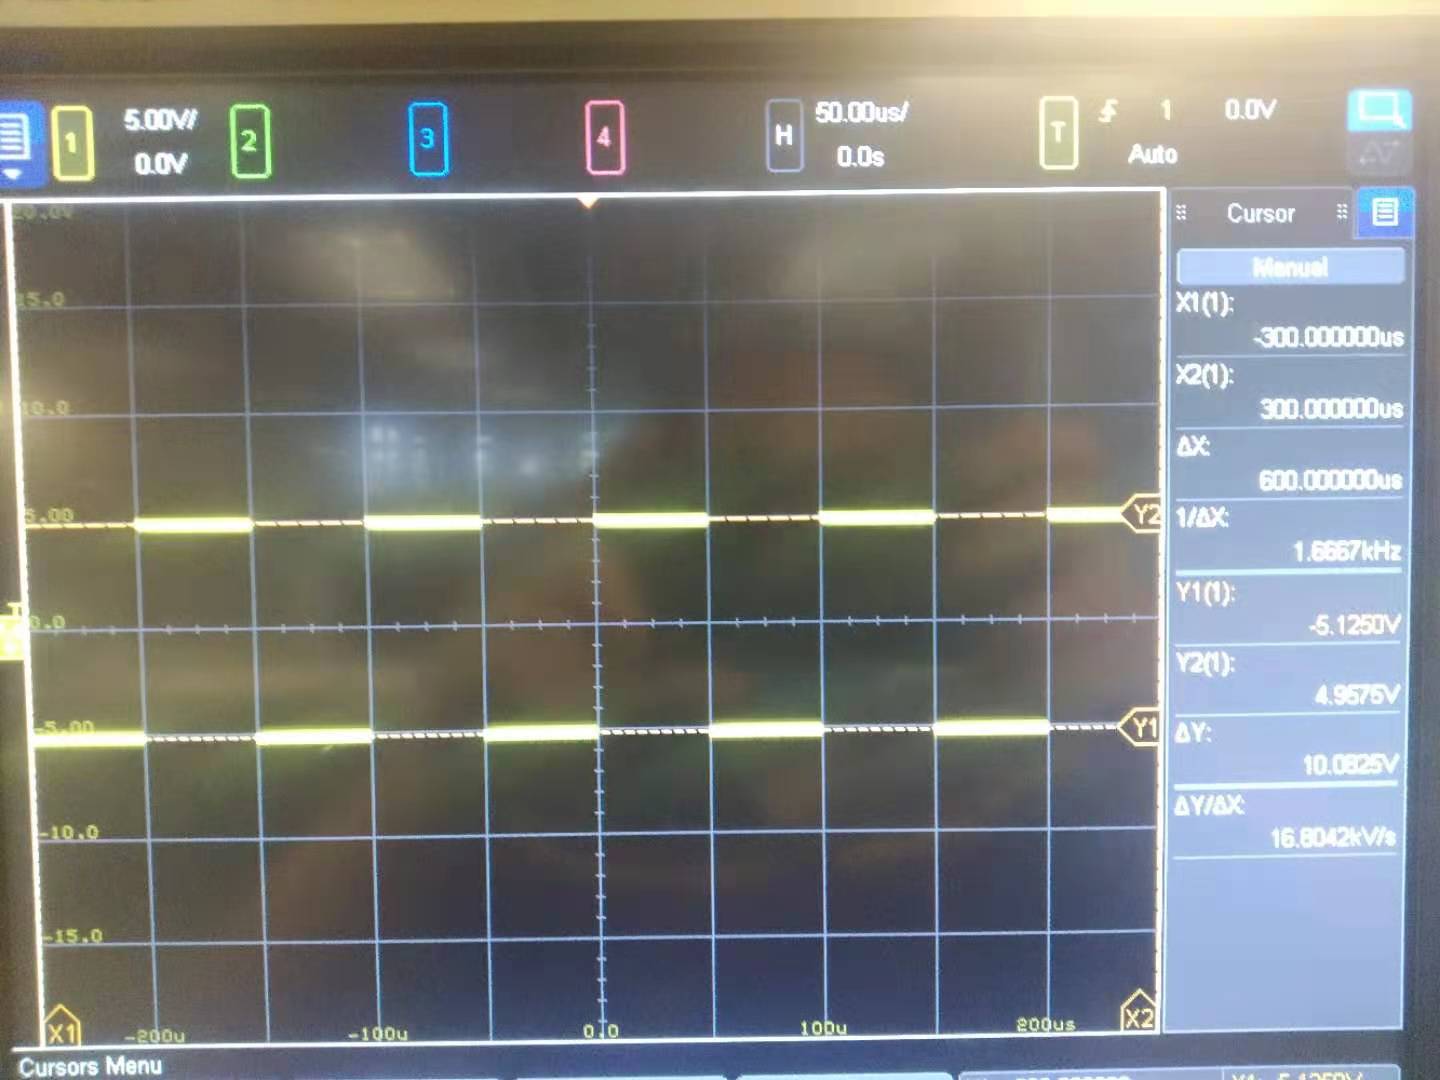 1 5.00V/ 2 3 4 H 50.00us/ T 1 0.0V
0.0V 0.0s Auto
Cursor
Manual
X1(1):
-300.000000us
X2(1):
300.000000us
ΔX:
600.000000us
1/ΔX:
1.6667kHz
Y1(1):
-5.1250V
Y2(1):
4.9575V
ΔY:
10.0825V
ΔY/ΔX:
16.8042kV/s
20.0V
15.0
10.0
5.00 Y2
T
0.0
-5.00 Y1
-10.0
-15.0
X1 -200u -100u 0.0 100u 200us X2
Cursors Menu